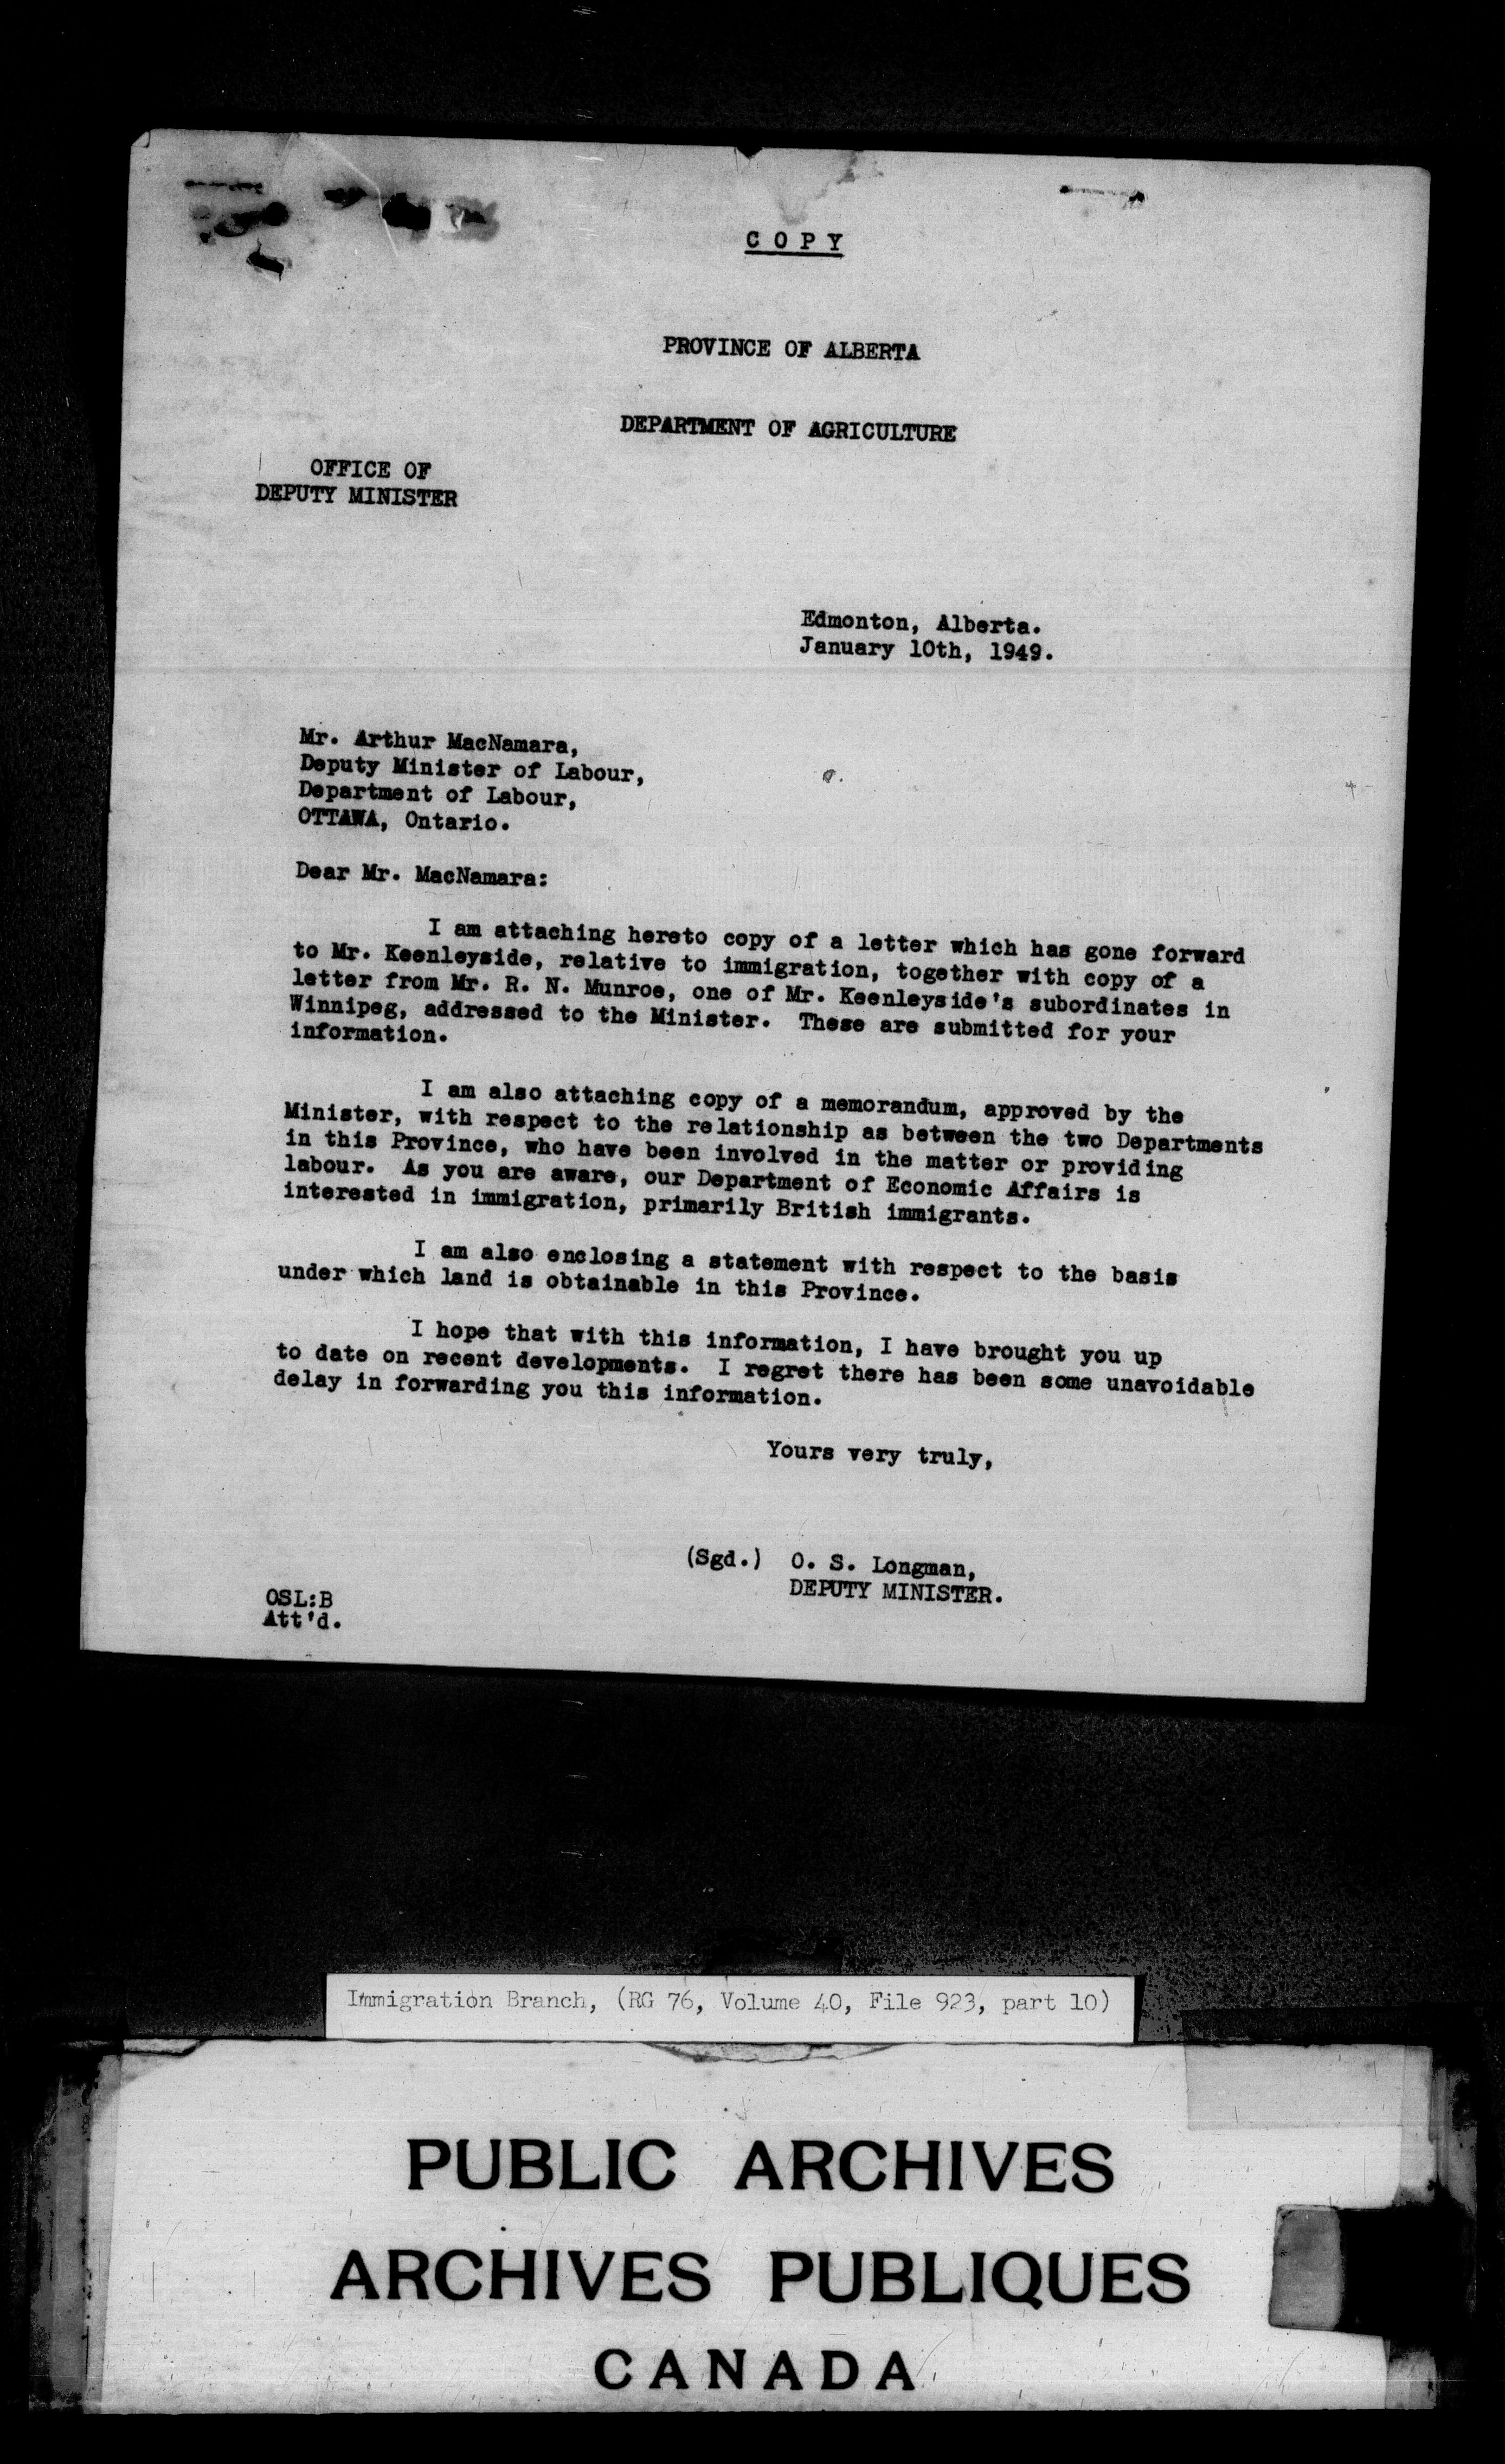 COPY
PROVINCE OF ALBERTA
DEPARTMENT OF AGRICULTURE
OFFICE OF
DEPUTY MINISTER
Edmonton, Alberta.
January 10th, 1949.
Mr. Arthur MacNamara,
Deputy Minister of Labour,
Department of Labour,
OTTAWA, Ontario.
Dear Mr. MacNamara:
I am attaching hereto copy of a letter which has gone forward
to Mr. Keenleyside, relative to immigration, together with copy of a
letter from Mr. R. N. Munroe, one of Mr. Keenleyside's subordinates in
Winnipeg, addressed to the Minister. These are submitted for your
information.
I am also attaching copy of a memorandum, approved by the
Minister, with respect to the relationship as between the two Departments
in this Province, who have been involved in the matter or providing
labour. As you are aware, our Department of Economic Affairs is
interested in immigration, primarily British immigrants.
I am also enclosing a statement with respect to the basis
under which land is obtainable in this Province.
I hope that with this information, I have brought you up
to date on recent developments. I regret there has been some unavoidable
delay in forwarding you this information.
Yours very truly,
(Sgd.) O. S. Longman,
DEPUTY MINISTER.
OSL:B
Att'd.
Immigration Branch, (RG 76, Volume 40, File 923, part 10)
PUBLIC ARCHIVES
ARCHIVES PUBLIQUES
CANADA